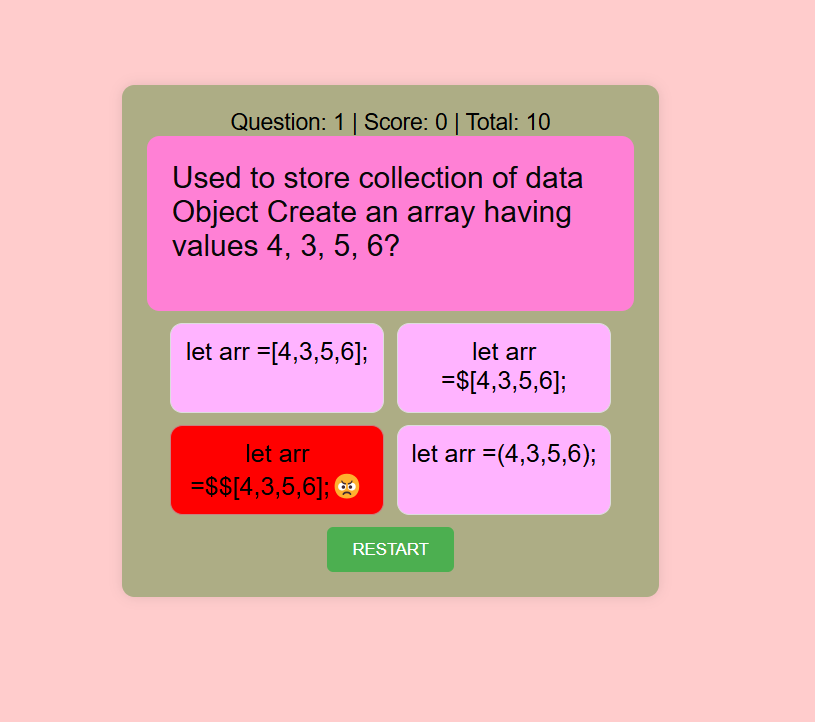 Question: 1 | Score: 0 | Total: 10
Used to store collection of data
Object Create an array having
values 4, 3, 5, 6?
let arr =[4,3,5,6];
let arr
=$[4,3,5,6];
let arr
=$$[4,3,5,6];😡
let arr =(4,3,5,6);
RESTART